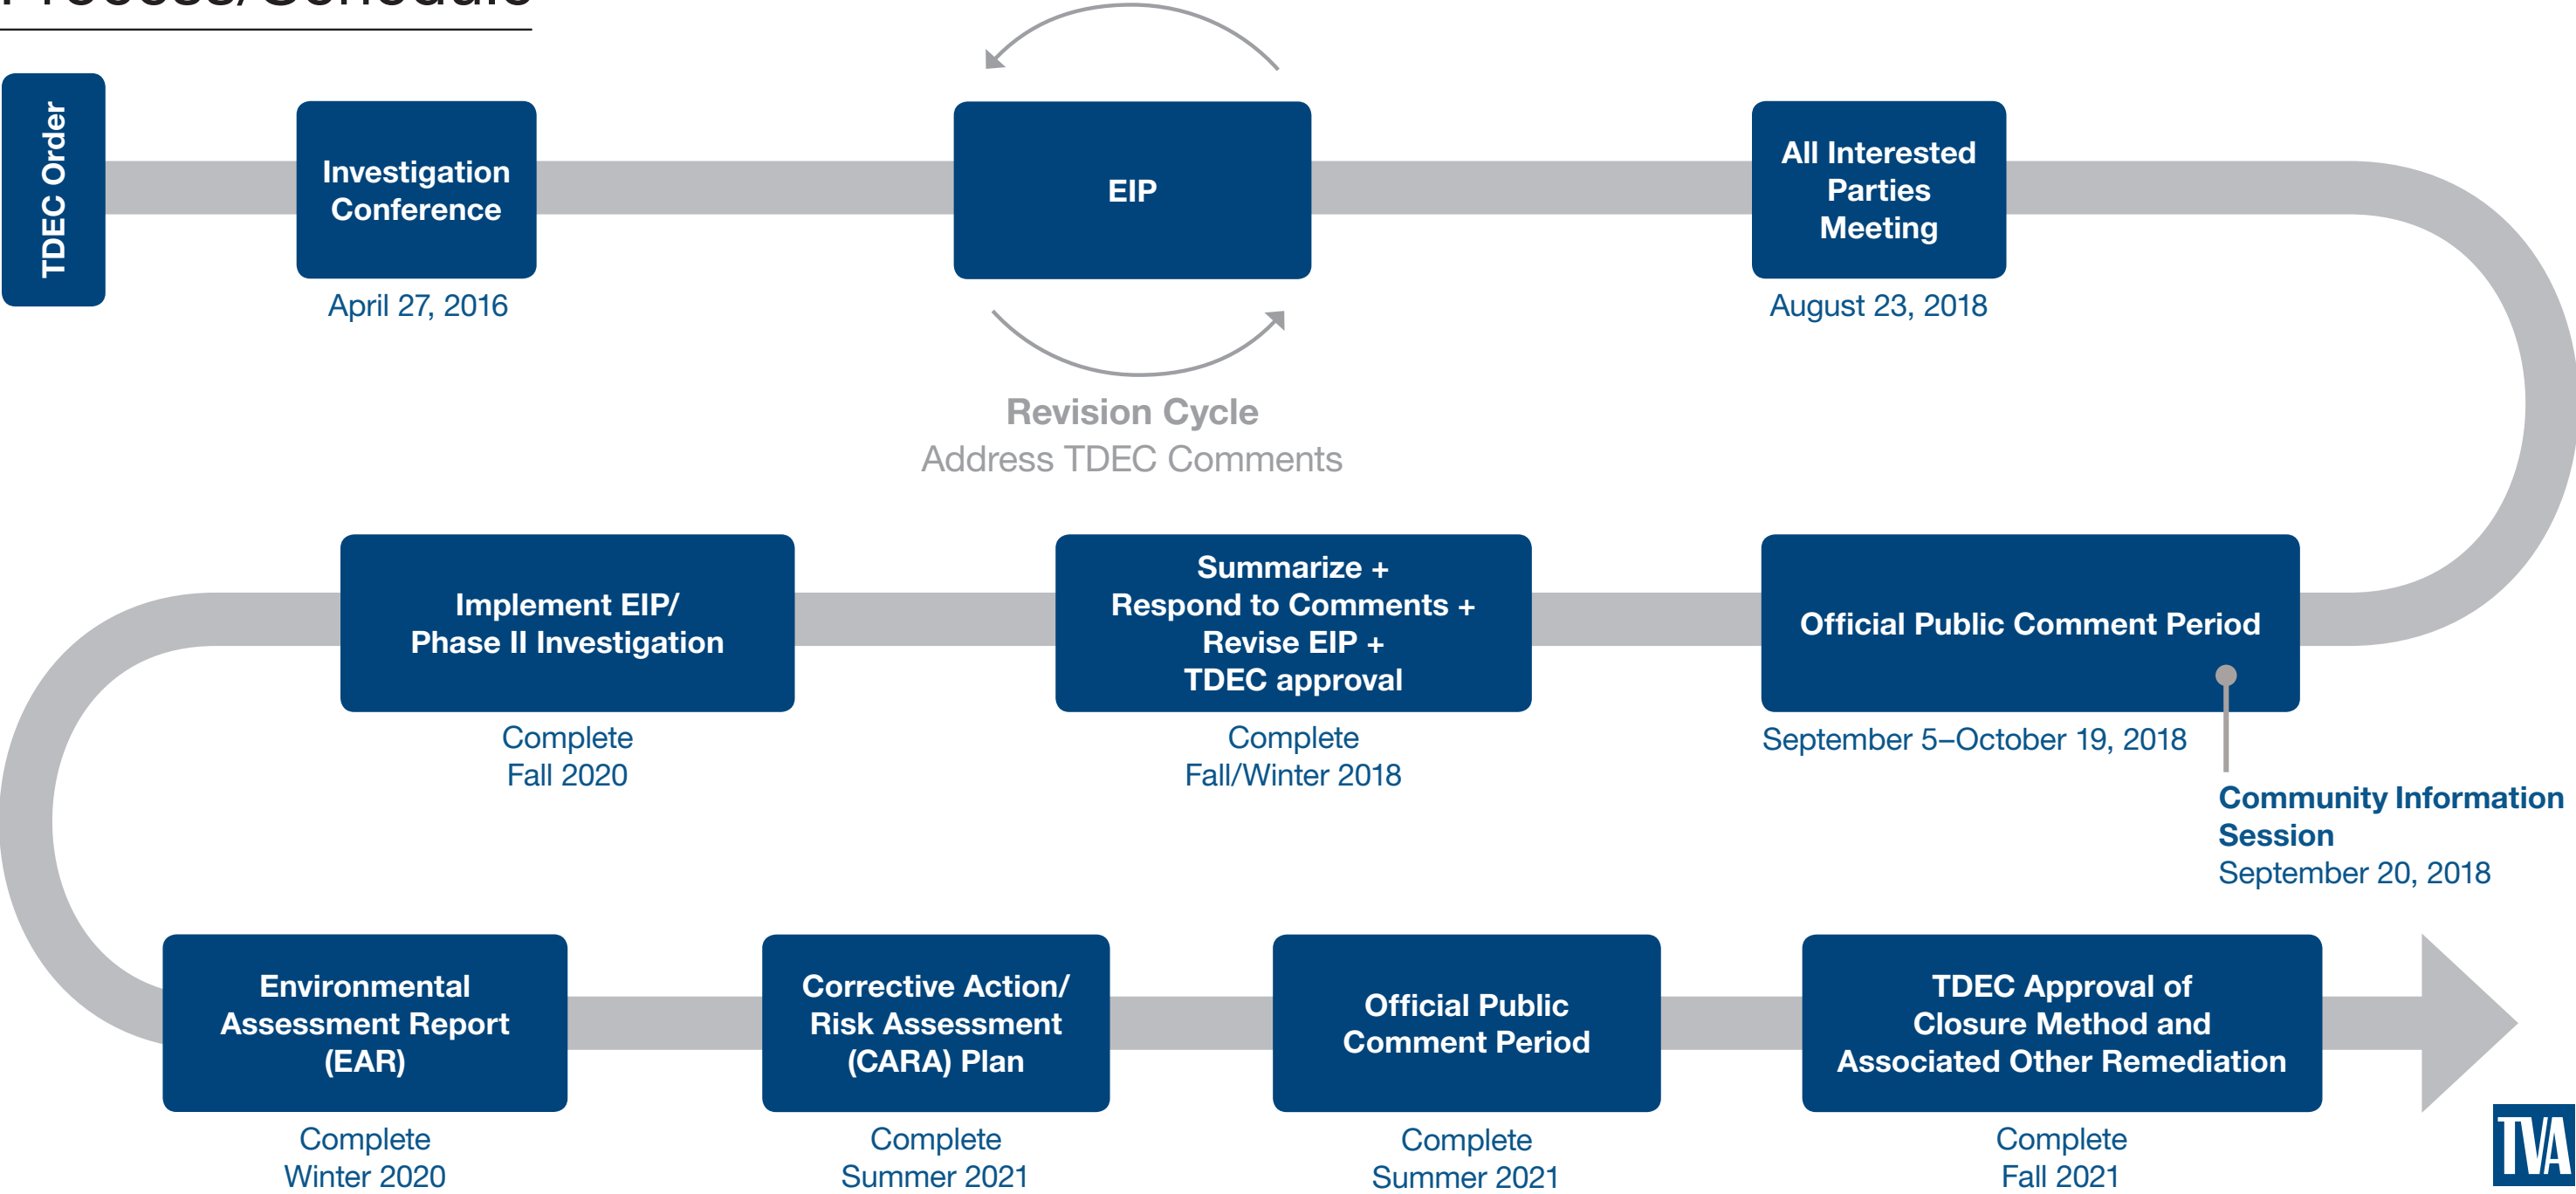 Process/Schedule
TDEC Order
Investigation
Conference
April 27, 2016
EIP
Revision Cycle
Address TDEC Comments
All Interested
Parties
Meeting
August 23, 2018
Official Public Comment Period
September 5–October 19, 2018
Community Information
Session
September 20, 2018
Summarize +
Respond to Comments +
Revise EIP +
TDEC approval
Complete
Fall/Winter 2018
Implement EIP/
Phase II Investigation
Complete
Fall 2020
Environmental
Assessment Report
(EAR)
Complete
Winter 2020
Corrective Action/
Risk Assessment
(CARA) Plan
Complete
Summer 2021
Official Public
Comment Period
Complete
Summer 2021
TDEC Approval of
Closure Method and
Associated Other Remediation
Complete
Fall 2021
TVA